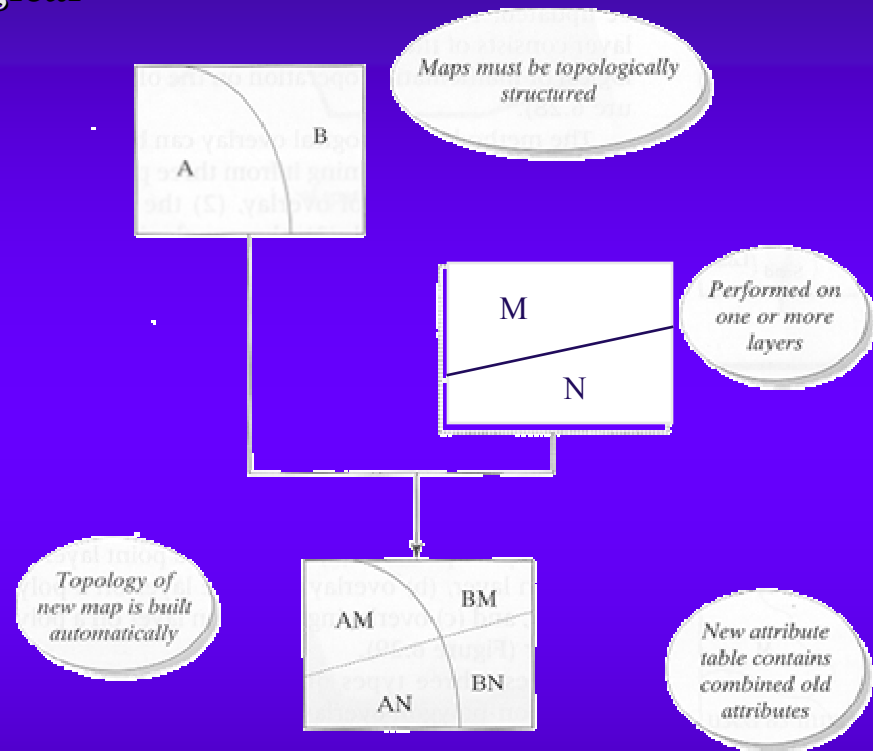 Maps must be topologically
structured
B
A
M
N
Performed on
one or more
layers
Topology of
new map is built
automatically
AM
BM
AN
BN
New attribute
table contains
combined old
attributes